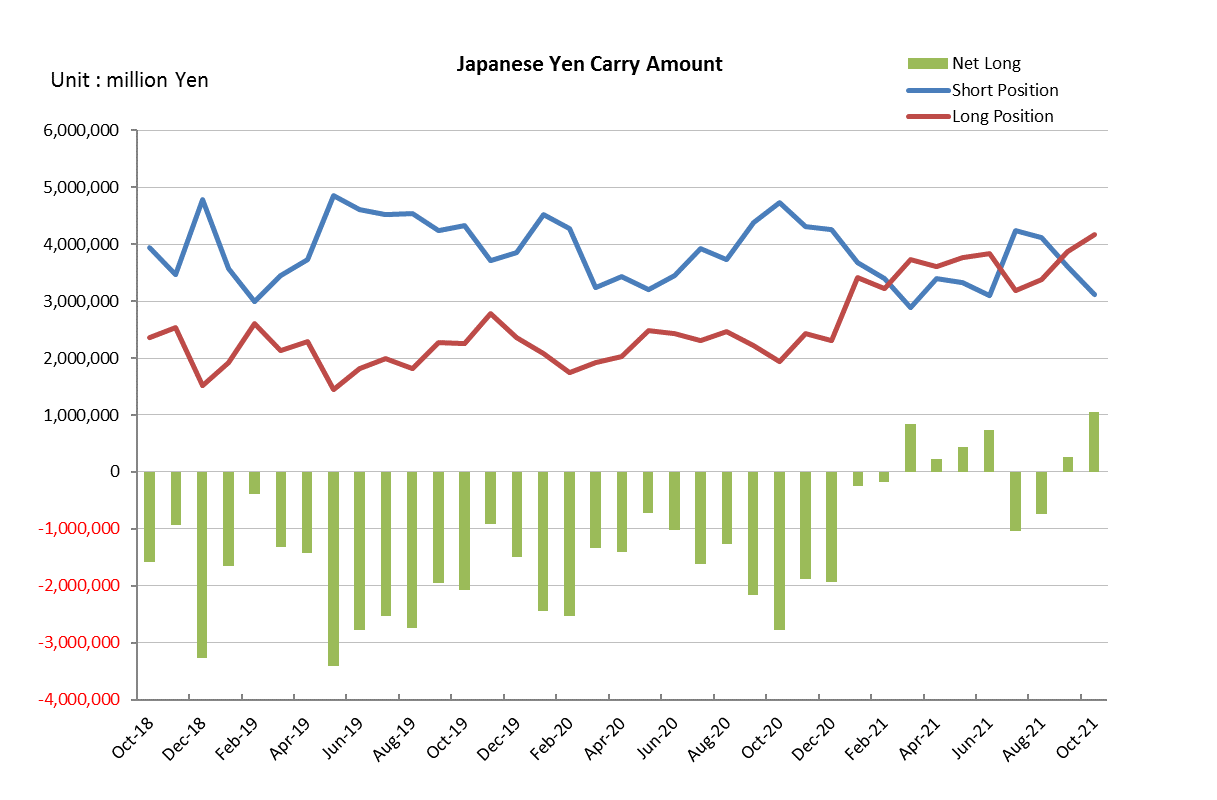 Japanese Yen Carry Amount
Unit : million Yen
Net Long
Short Position
Long Position
6,000,000
5,000,000
4,000,000
3,000,000
2,000,000
1,000,000
0
-1,000,000
-2,000,000
-3,000,000
-4,000,000
Oct-18
Dec-18
Feb-19
Apr-19
Jun-19
Aug-19
Oct-19
Dec-19
Feb-20
Apr-20
Jun-20
Aug-20
Oct-20
Dec-20
Feb-21
Apr-21
Jun-21
Aug-21
Oct-21